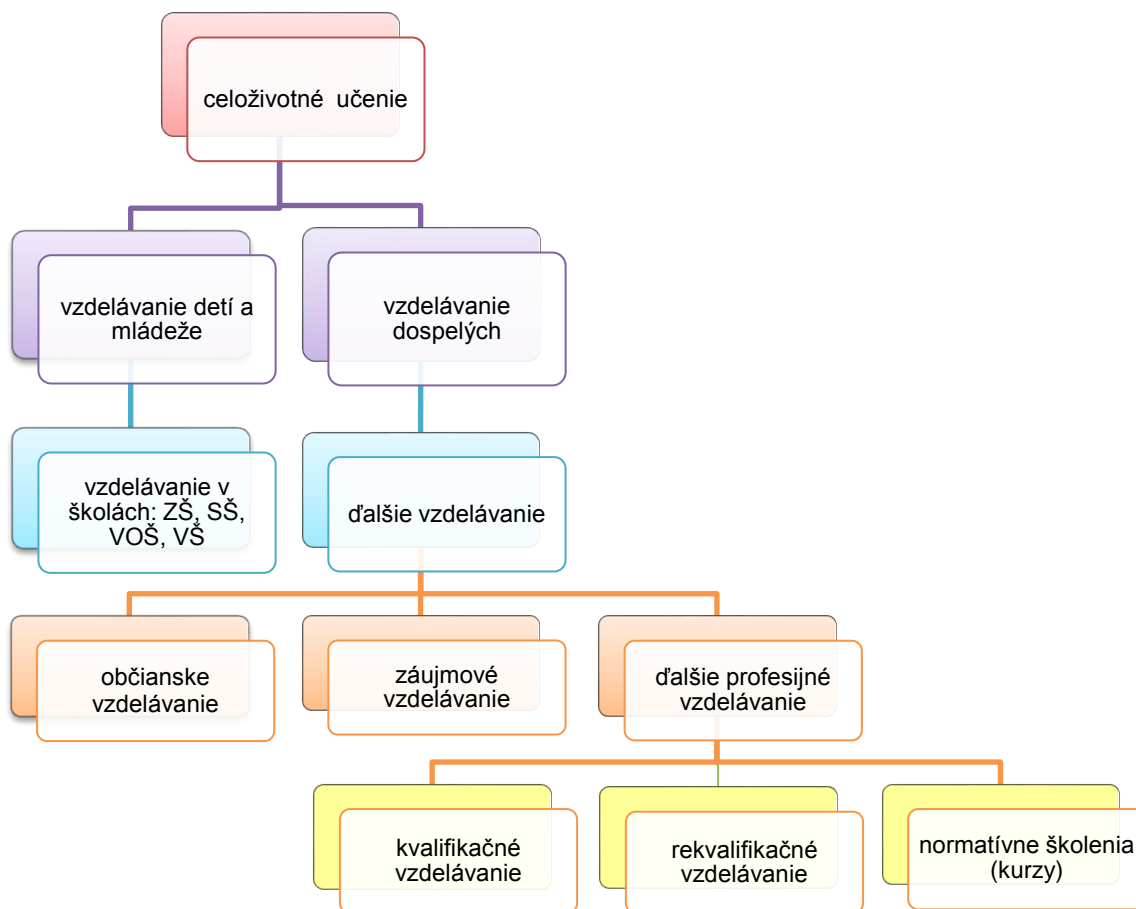 celoživotné  učenie
vzdelávanie detí a
mládeže
vzdelávanie
dospelých
vzdelávanie v
školách: ZŠ, SŠ,
VOŠ, VŠ
ďalšie vzdelávanie
občianske
vzdelávanie
záujmové
vzdelávanie
ďalšie profesijné
vzdelávanie
kvalifikačné
vzdelávanie
rekvalifikačné
vzdelávanie
normatívne školenia
(kurzy)